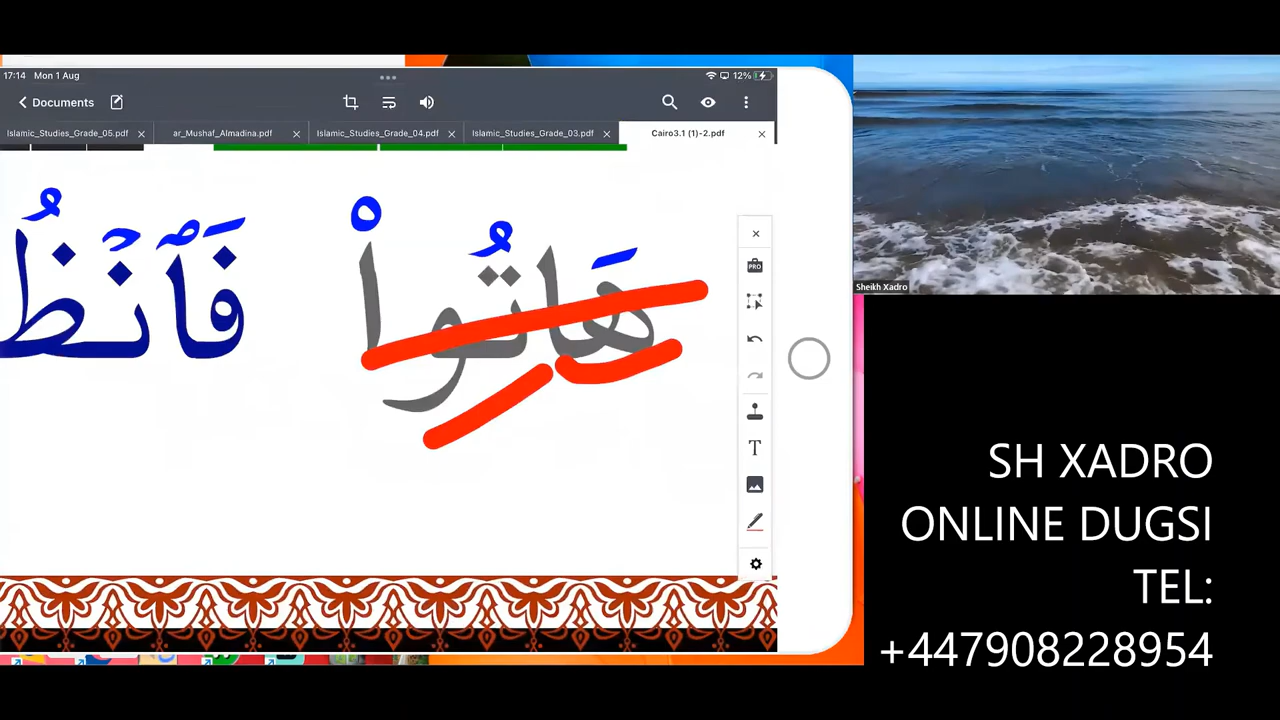 17:14 Mon 1 Aug
12%
Documents
Islamic_Studies_Grade_05.pdf
ar_Mushaf_Almadina.pdf
Islamic_Studies_Grade_04.pdf
Islamic_Studies_Grade_03.pdf
Cairo3.1 (1)-2.pdf
هَاتُوا۟
فَٱنظُ
PRO
T
Sheikh Xadro
SH XADRO
ONLINE DUGSI
TEL:
+447908228954